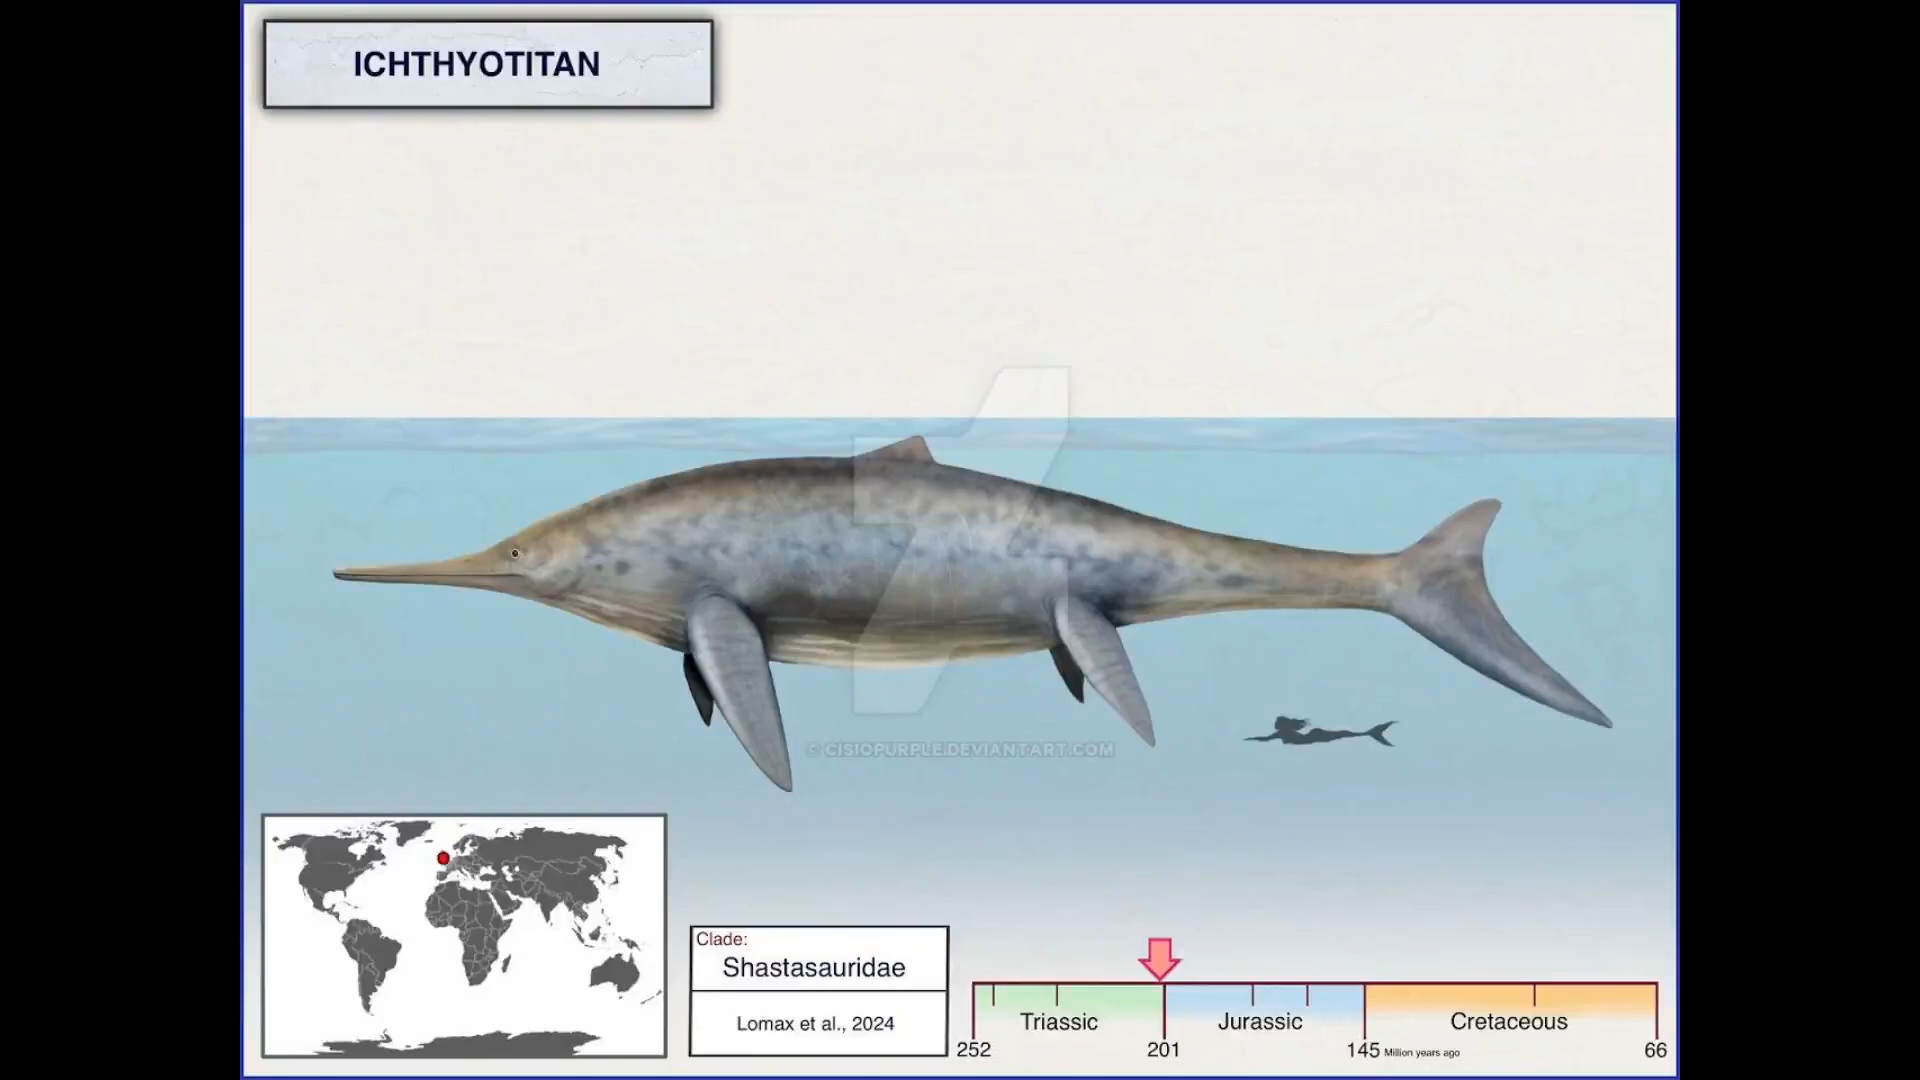 ICHTHYOTITAN
© CISIOPURPLE.DEVIANTART.COM
Clade:
Shastasauridae
Lomax et al., 2024
Triassic Jurassic Cretaceous
252 201 145 Million years ago 66